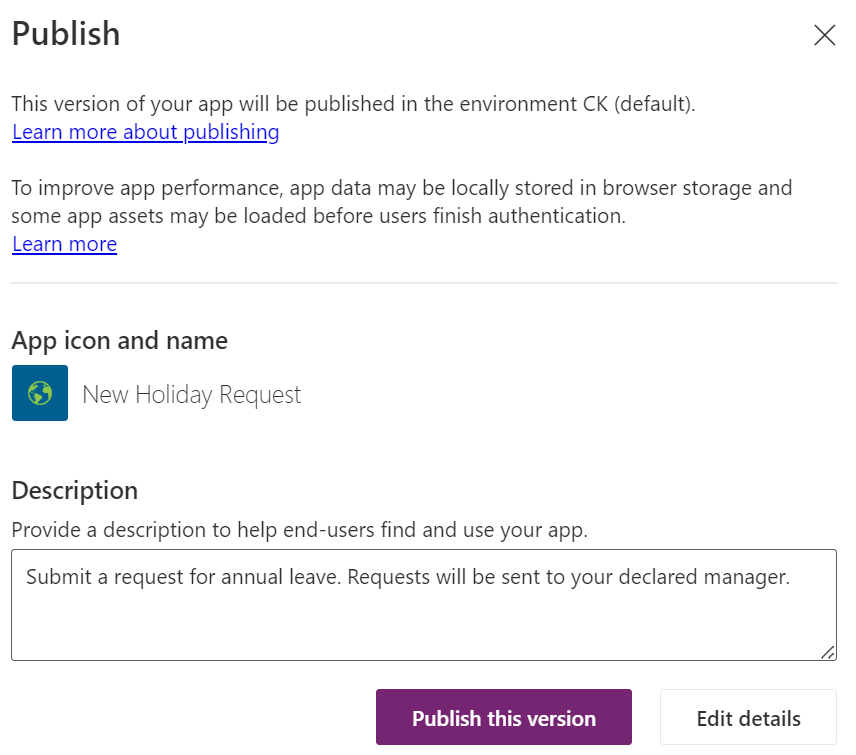 Publish
This version of your app will be published in the environment CK (default).
Learn more about publishing
To improve app performance, app data may be locally stored in browser storage and
some app assets may be loaded before users finish authentication.
Learn more
App icon and name
New Holiday Request
Description
Provide a description to help end-users find and use your app.
Submit a request for annual leave. Requests will be sent to your declared manager.
Publish this version
Edit details